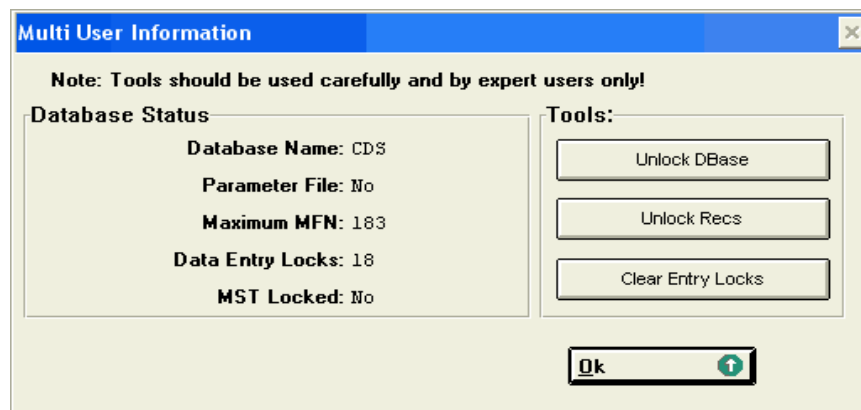 Multi User Information
Note: Tools should be used carefully and by expert users only!
Database Status
Database Name: CDS
Parameter File: No
Maximum MFN: 183
Data Entry Locks: 18
MST Locked: No
Tools:
Unlock DBase
Unlock Recs
Clear Entry Locks
Ok